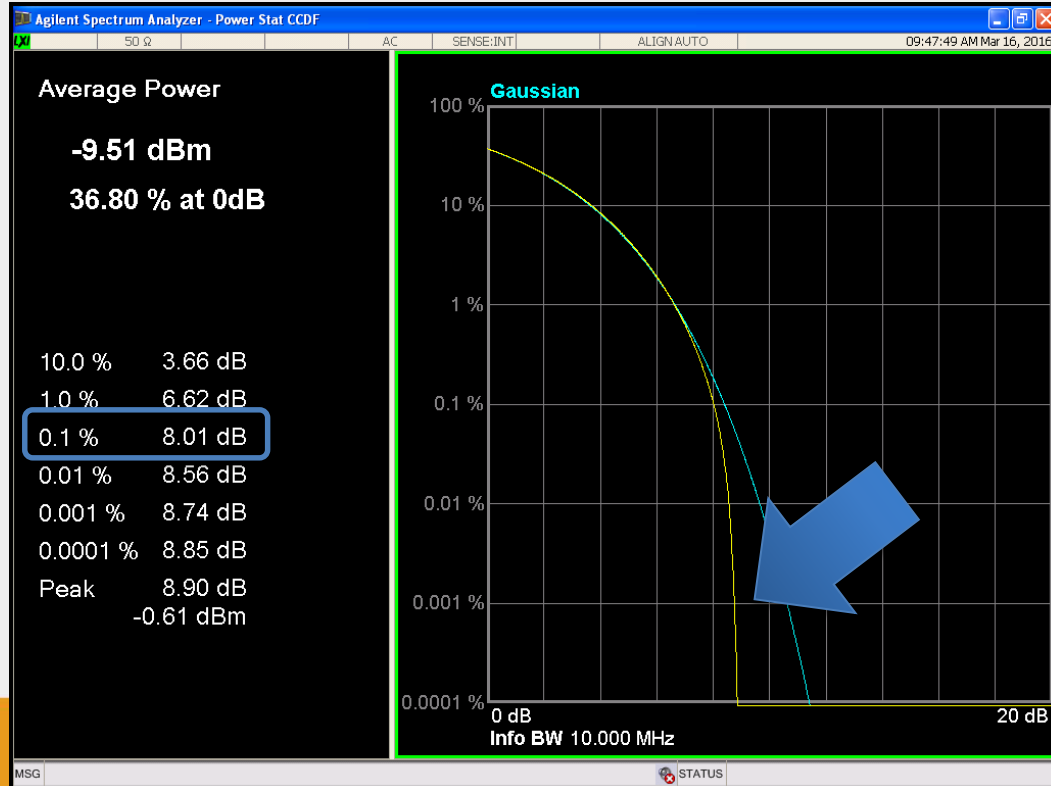 Agilent Spectrum Analyzer - Power Stat CCDF
LXI 50 Ω AC SENSE:INT ALIGN AUTO 09:47:49 AM Mar 16, 2016
Average Power
-9.51 dBm
36.80 % at 0dB
10.0 % 3.66 dB
1.0 % 6.62 dB
0.1 % 8.01 dB
0.01 % 8.56 dB
0.001 % 8.74 dB
0.0001 % 8.85 dB
Peak 8.90 dB
-0.61 dBm
Gaussian
100 %
10 %
1 %
0.1 %
0.01 %
0.001 %
0.0001 %
0 dB 20 dB
Info BW 10.000 MHz
MSG STATUS